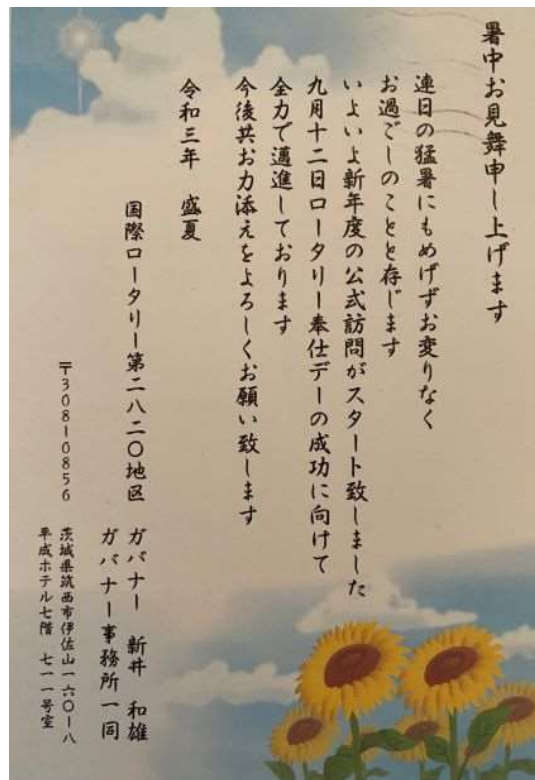 暑中お見舞申し上げます
連日の猛暑にもめげずお変りなく
お過ごしのことと存じます
いよいよ新年度の公式訪問がスタート致しました
九月十二日ロータリー奉仕デーの成功に向けて
全力で邁進しております
今後共お力添えをよろしくお願い致します
令和三年 盛夏
国際ロータリー第二八二〇地区
ガバナー 新井 和雄
ガバナー事務所一同
〒308-0856
茨城県筑西市伊佐山一六〇-八
平成ホテル七階 七一一号室